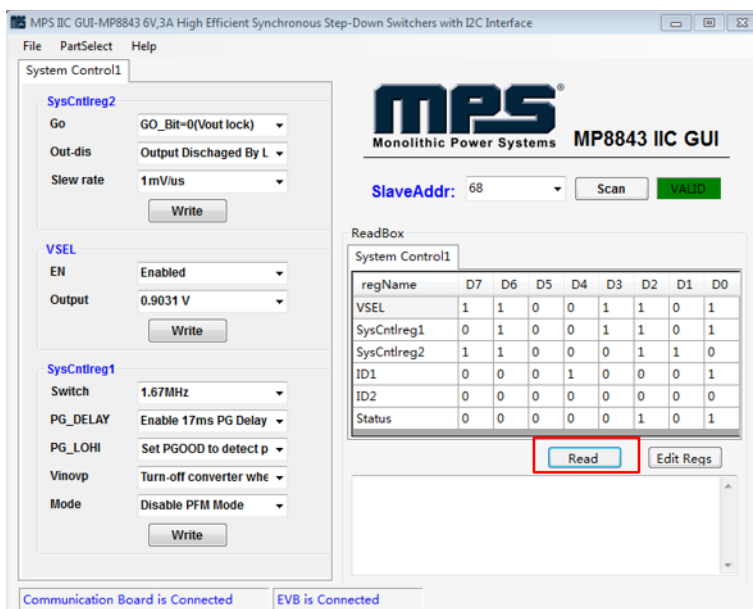 MPS IIC GUI-MP8843 6V,3A High Efficient Synchronous Step-Down Switchers with I2C Interface
File PartSelect Help
System Control1
SysCntlreg2
Go GO_Bit=0(Vout lock)
Out-dis Output Dischaged By L
Slew rate 1mV/us
Write
VSEL
EN Enabled
Output 0.9031 V
Write
SysCntlreg1
Switch 1.67MHz
PG_DELAY Enable 17ms PG Delay
PG_LOHI Set PGOOD to detect p
Vinovp Turn-off converter whe
Mode Disable PFM Mode
Write
mps®
Monolithic Power Systems MP8843 IIC GUI
SlaveAddr: 68 Scan VALID
ReadBox
System Control1
regName D7 D6 D5 D4 D3 D2 D1 D0
VSEL 1 1 0 0 1 1 0 1
SysCntlreg1 0 1 0 0 1 1 0 1
SysCntlreg2 1 1 0 0 0 1 1 0
ID1 0 0 0 1 0 0 0 1
ID2 0 0 0 0 0 0 0 0
Status 0 0 0 0 0 1 0 1
Read Edit Regs
Communication Board is Connected EVB is Connected